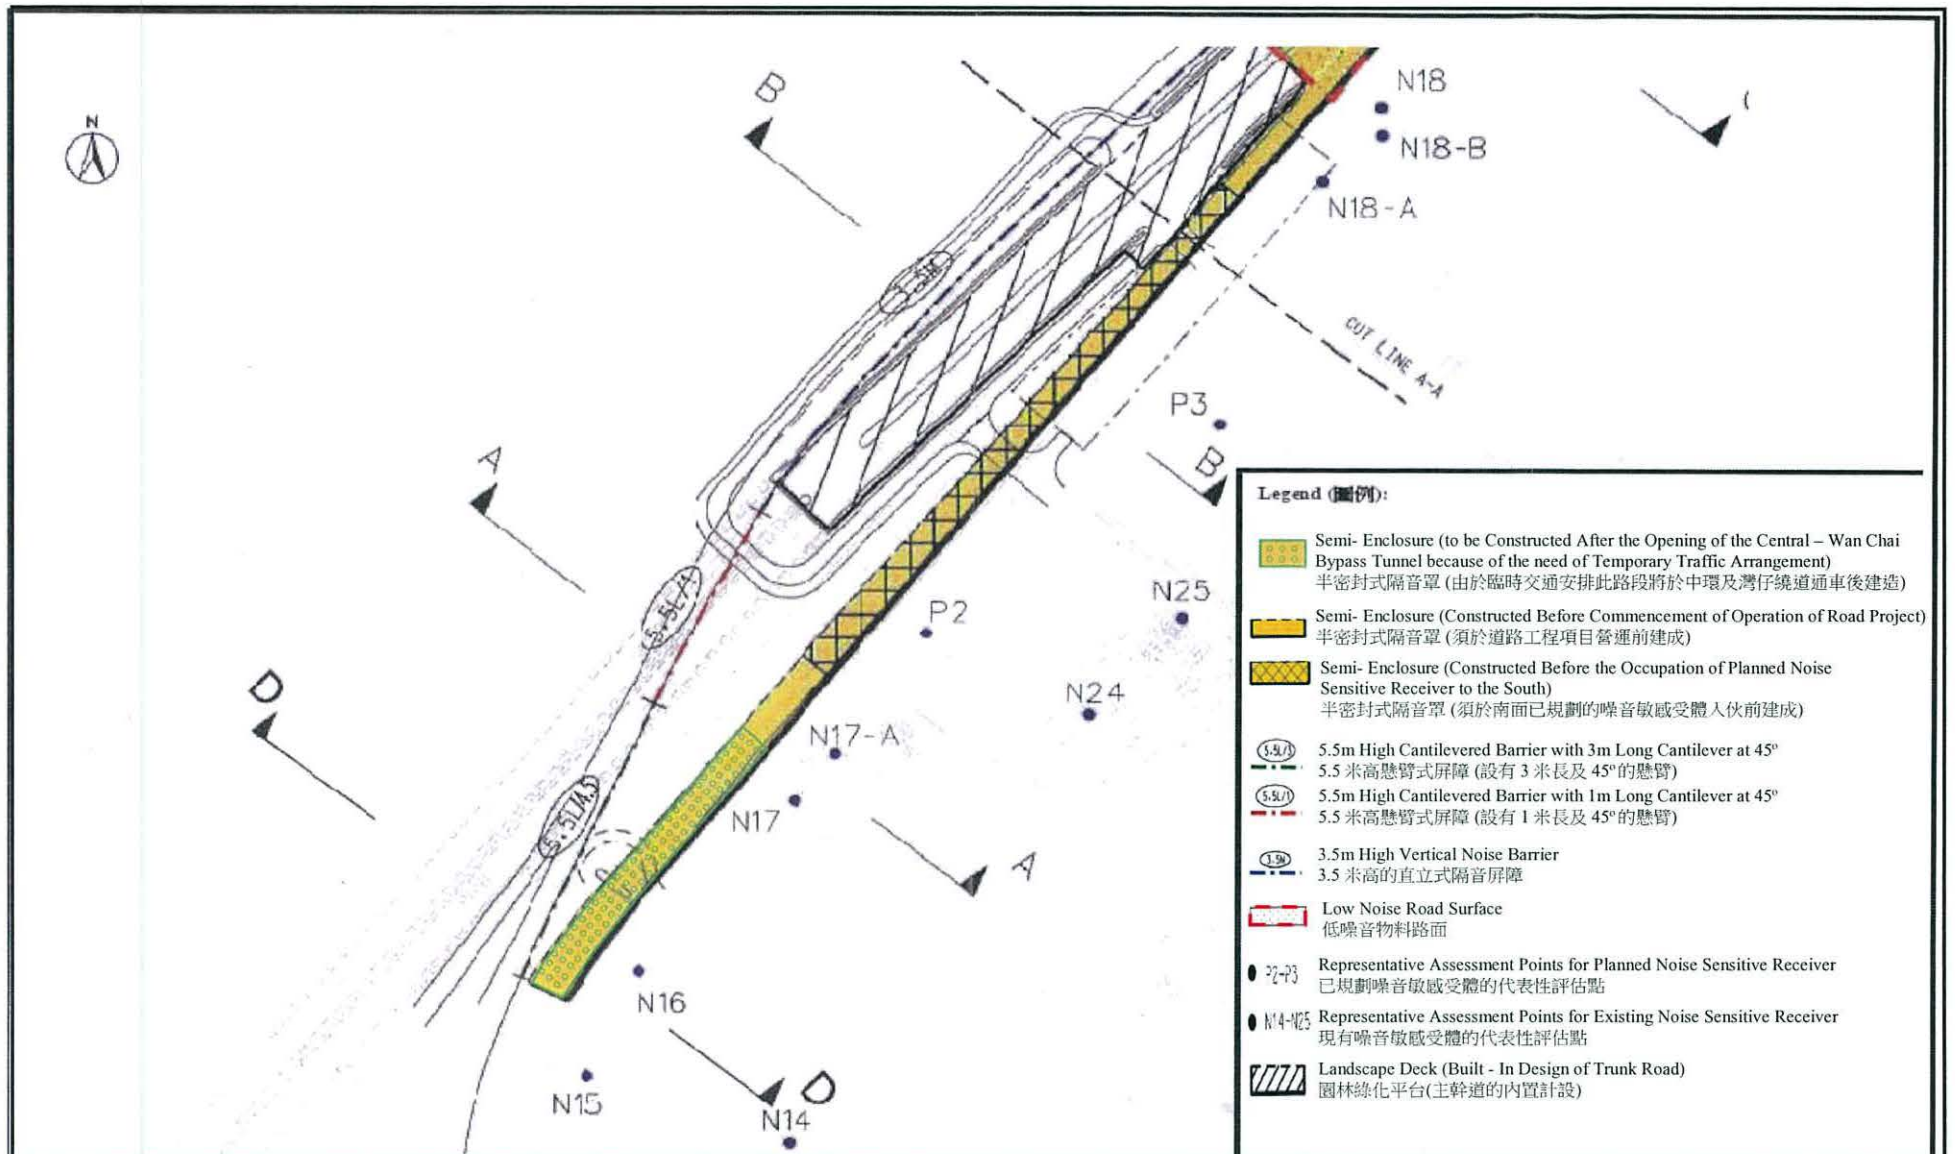 N
B
N18
N18-B
N18-A
CUT LINE A-A
P3
B
A
5.5L/1
P2
N25
N24
D
N17-A
5.5L/4.5
N17
A
N16
N15
D
N14
Legend (圖例):
Semi- Enclosure (to be Constructed After the Opening of the Central – Wan Chai
Bypass Tunnel because of the need of Temporary Traffic Arrangement)
半密封式隔音罩 (由於臨時交通安排此路段將於中環及灣仔繞道通車後建造)
Semi- Enclosure (Constructed Before Commencement of Operation of Road Project)
半密封式隔音罩 (須於道路工程項目營運前建成)
Semi- Enclosure (Constructed Before the Occupation of Planned Noise
Sensitive Receiver to the South)
半密封式隔音罩 (須於南面已規劃的噪音敏感受體入伙前建成)
5.5L/3 5.5m High Cantilevered Barrier with 3m Long Cantilever at 45°
5.5 米高懸臂式屏障 (設有 3 米長及 45° 的懸臂)
5.5L/1 5.5m High Cantilevered Barrier with 1m Long Cantilever at 45°
5.5 米高懸臂式屏障 (設有 1 米長及 45° 的懸臂)
3.5m High Vertical Noise Barrier
3.5 米高的直立式隔音屏障
Low Noise Road Surface
低噪音物料路面
P2-P3 Representative Assessment Points for Planned Noise Sensitive Receiver
已規劃噪音敏感受體的代表性評估點
N14-N25 Representative Assessment Points for Existing Noise Sensitive Receiver
現有噪音敏感受體的代表性評估點
Landscape Deck (Built - In Design of Trunk Road)
園林綠化平台(主幹道的內置計設)